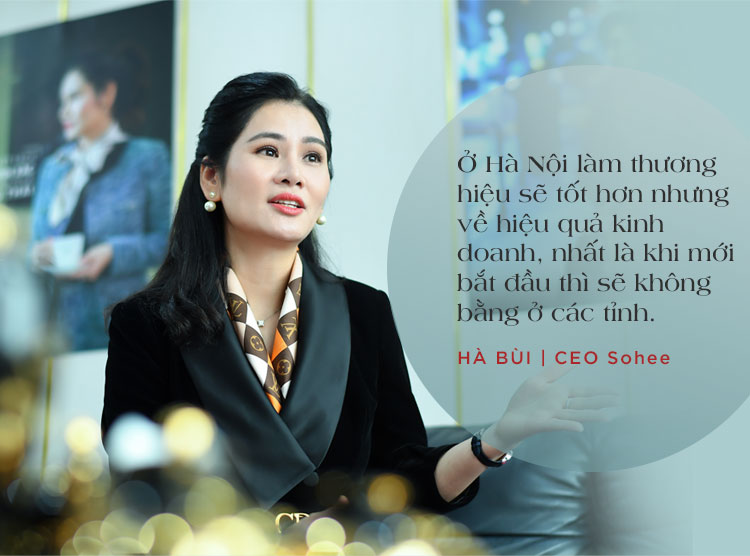 Ở Hà Nội làm thương
hiệu sẽ tốt hơn nhưng
về hiệu quả kinh
doanh, nhất là khi mới
bắt đầu thì sẽ không
bằng ở các tỉnh.
HÀ BÙI | CEO Sohee